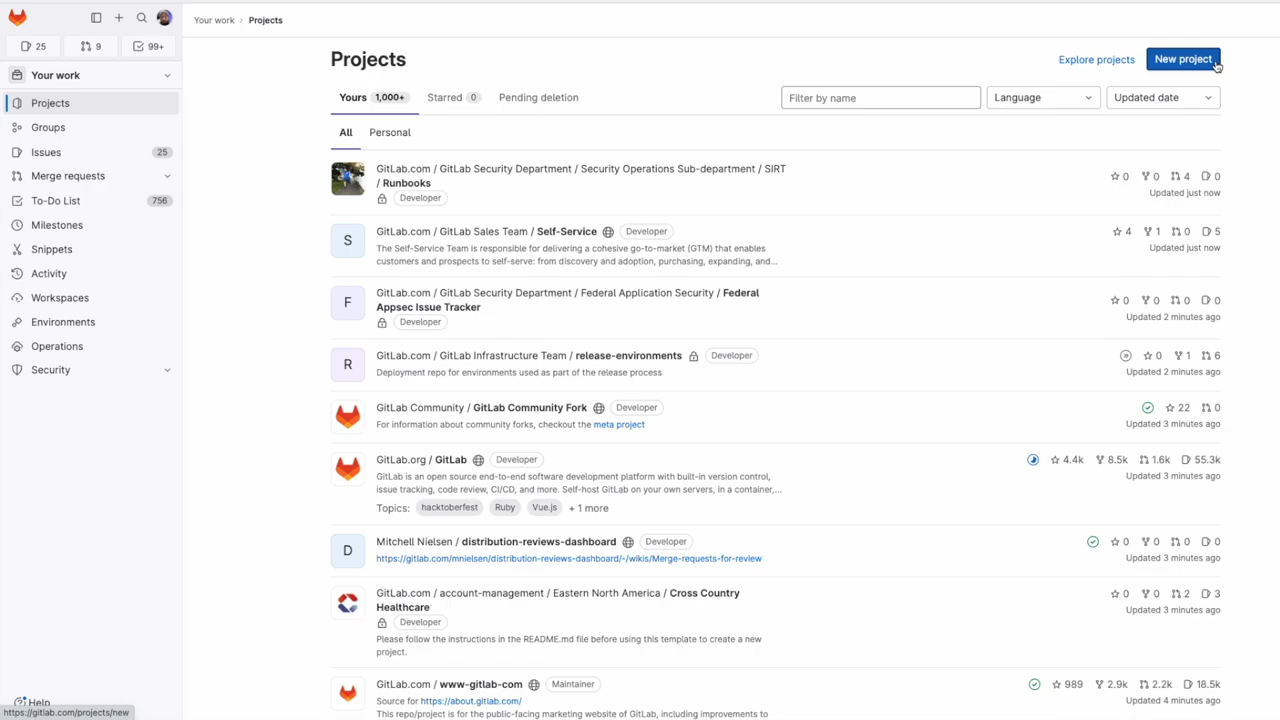 Your work › Projects
25 9 99+
Your work
Projects
Groups
Issues 25
Merge requests
To-Do List 756
Milestones
Snippets
Activity
Workspaces
Environments
Operations
Security
Help
https://gitlab.com/projects/new
Projects
Explore projects New project
Yours 1,000+ Starred 0 Pending deletion
Filter by name Language Updated date
All Personal
GitLab.com / GitLab Security Department / Security Operations Sub-department / SIRT
/ Runbooks
Developer
0 0 4 0
Updated just now
S
GitLab.com / GitLab Sales Team / Self-Service Developer
The Self-Service Team is responsible for delivering a cohesive go-to-market (GTM) that enables
customers and prospects to self-serve: from discovery and adoption, purchasing, expanding, and...
4 1 0 5
Updated just now
F
GitLab.com / GitLab Security Department / Federal Application Security / Federal
Appsec Issue Tracker
Developer
0 0 0 0
Updated 2 minutes ago
R
GitLab.com / GitLab Infrastructure Team / release-environments Developer
Deployment repo for environments used as part of the release process
0 1 6
Updated 2 minutes ago
GitLab Community / GitLab Community Fork Developer
For information about community forks, checkout the meta project
22 0
Updated 3 minutes ago
GitLab.org / GitLab Developer
GitLab is an open source end-to-end software development platform with built-in version control,
issue tracking, code review, CI/CD, and more. Self-host GitLab on your own servers, in a container,...
Topics: hacktoberfest Ruby Vue.js + 1 more
4.4k 8.5k 1.6k 55.3k
Updated 3 minutes ago
D
Mitchell Nielsen / distribution-reviews-dashboard Developer
https://gitlab.com/mnielsen/distribution-reviews-dashboard/-/wikis/Merge-requests-for-review
0 0 0 0
Updated 3 minutes ago
GitLab.com / account-management / Eastern North America / Cross Country
Healthcare
Developer
Please follow the instructions in the README.md file before using this template to create a new
project.
0 0 2 3
Updated 3 minutes ago
GitLab.com / www-gitlab-com Maintainer
Source for https://about.gitlab.com/
This repo/project is for the public-facing marketing website of GitLab, including improvements to
989 2.9k 2.2k 18.5k
Updated 4 minutes ago